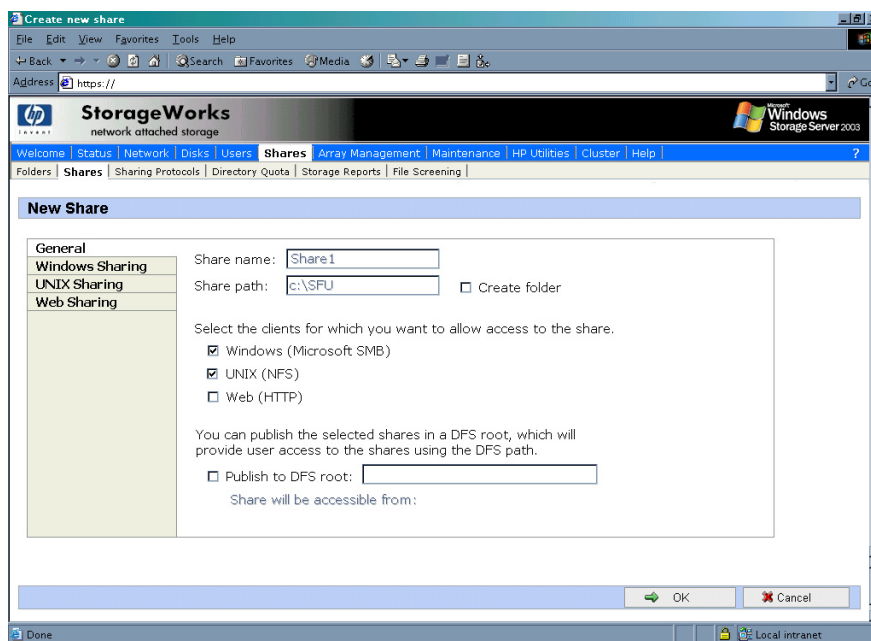 Create new share
File Edit View Favorites Tools Help
Back Search Favorites Media
Address https:// Go
hp StorageWorks Microsoft Windows
invent network attached storage Storage Server 2003
Welcome Status Network Disks Users Shares Array Management Maintenance HP Utilities Cluster Help ?
Folders Shares Sharing Protocols Directory Quota Storage Reports File Screening
New Share
General
Windows Sharing
UNIX Sharing
Web Sharing
Share name: Share1
Share path: c:\SFU Create folder
Select the clients for which you want to allow access to the share.
Windows (Microsoft SMB)
UNIX (NFS)
Web (HTTP)
You can publish the selected shares in a DFS root, which will
provide user access to the shares using the DFS path.
Publish to DFS root:
Share will be accessible from:
OK Cancel
Done Local intranet